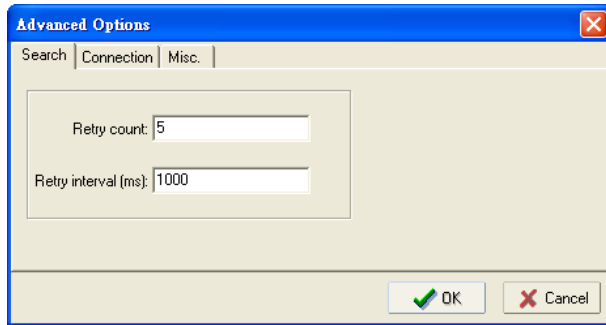 Advanced Options
Search Connection Misc.
Retry count: 5
Retry interval (ms): 1000
OK Cancel